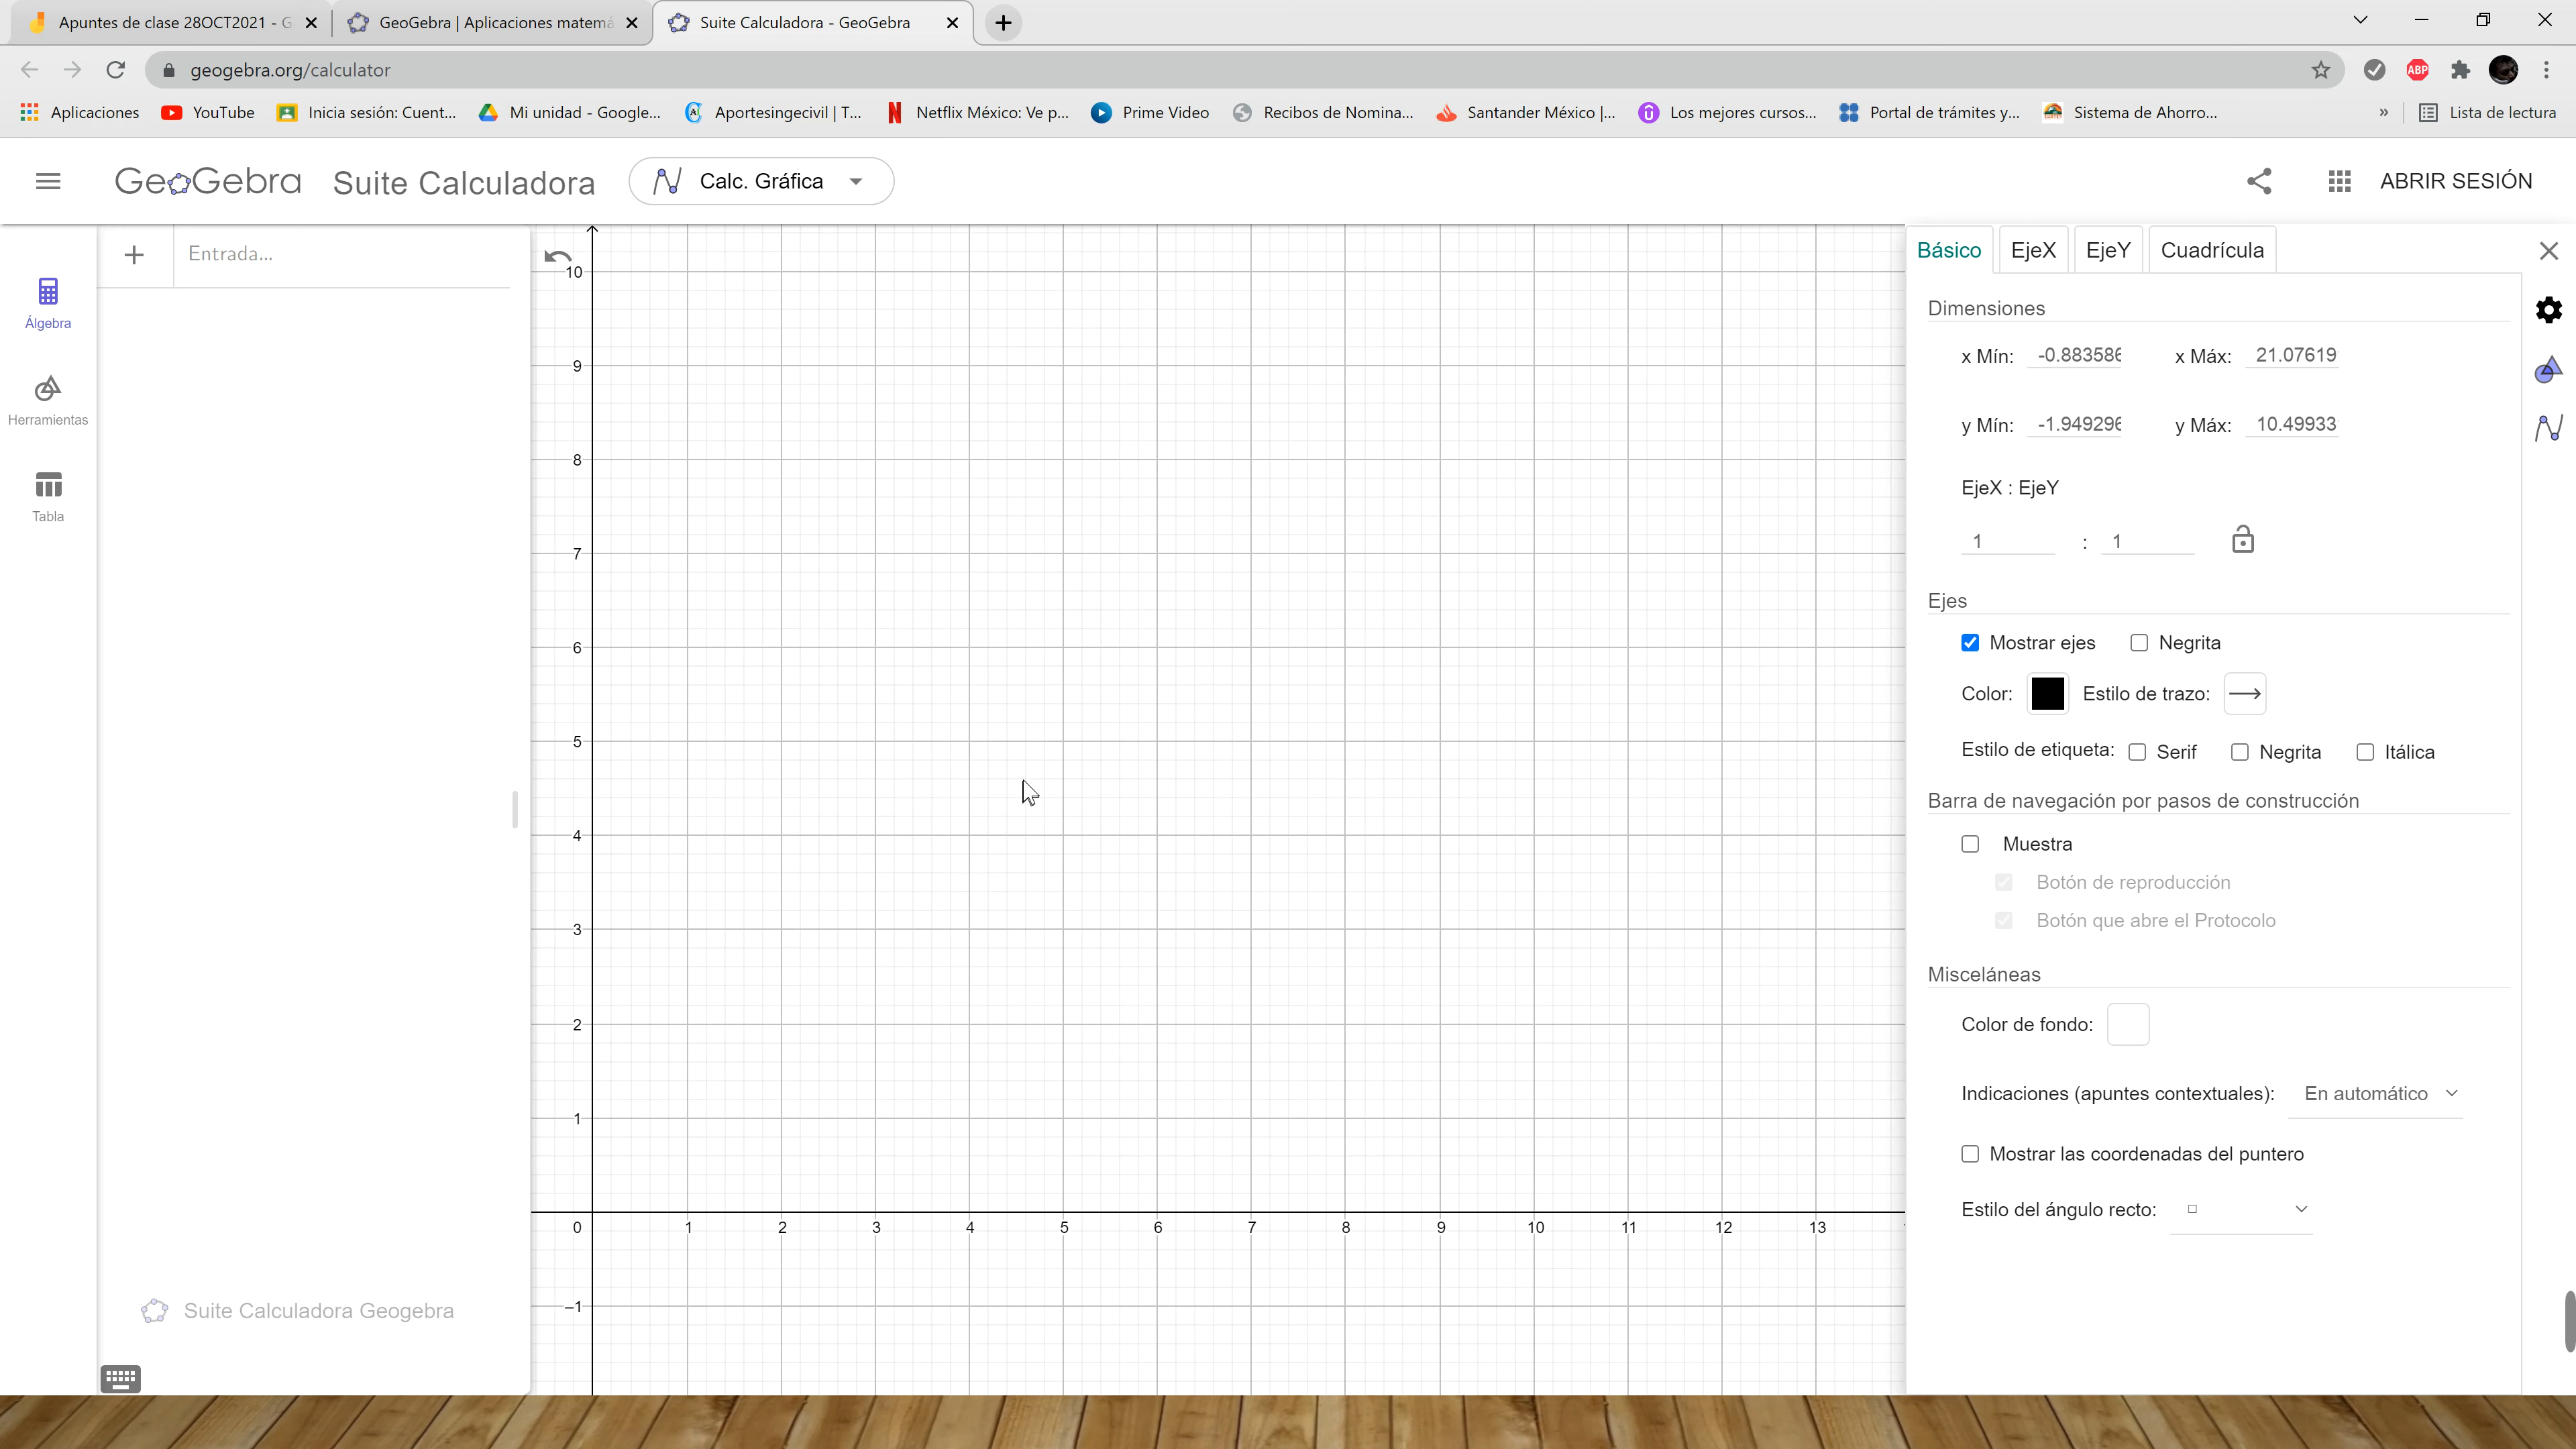 Apuntes de clase 28OCT2021 - G
GeoGebra | Aplicaciones matemá
Suite Calculadora - GeoGebra
geogebra.org/calculator
ABP
Aplicaciones
YouTube
Inicia sesión: Cuent...
Mi unidad - Google...
Aportesingecivil | T...
Netflix México: Ve p...
Prime Video
Recibos de Nomina...
Santander México |...
Los mejores cursos...
Portal de trámites y...
Sistema de Ahorro...
»
Lista de lectura
GeoGebra
Suite Calculadora
Calc. Gráfica
ABRIR SESIÓN
Álgebra
Herramientas
Tabla
Entrada...
Suite Calculadora Geogebra
10
9
8
7
6
5
4
3
2
1
–1
0 1 2 3 4 5 6 7 8 9 10 11 12 13
Básico
EjeX
EjeY
Cuadrícula
Dimensiones
x Mín: -0.883586 x Máx: 21.07619
y Mín: -1.949296 y Máx: 10.49933
EjeX : EjeY
1 : 1
Ejes
Mostrar ejes Negrita
Color: Estilo de trazo:
Estilo de etiqueta: Serif Negrita Itálica
Barra de navegación por pasos de construcción
Muestra
Botón de reproducción
Botón que abre el Protocolo
Misceláneas
Color de fondo:
Indicaciones (apuntes contextuales): En automático
Mostrar las coordenadas del puntero
Estilo del ángulo recto: □